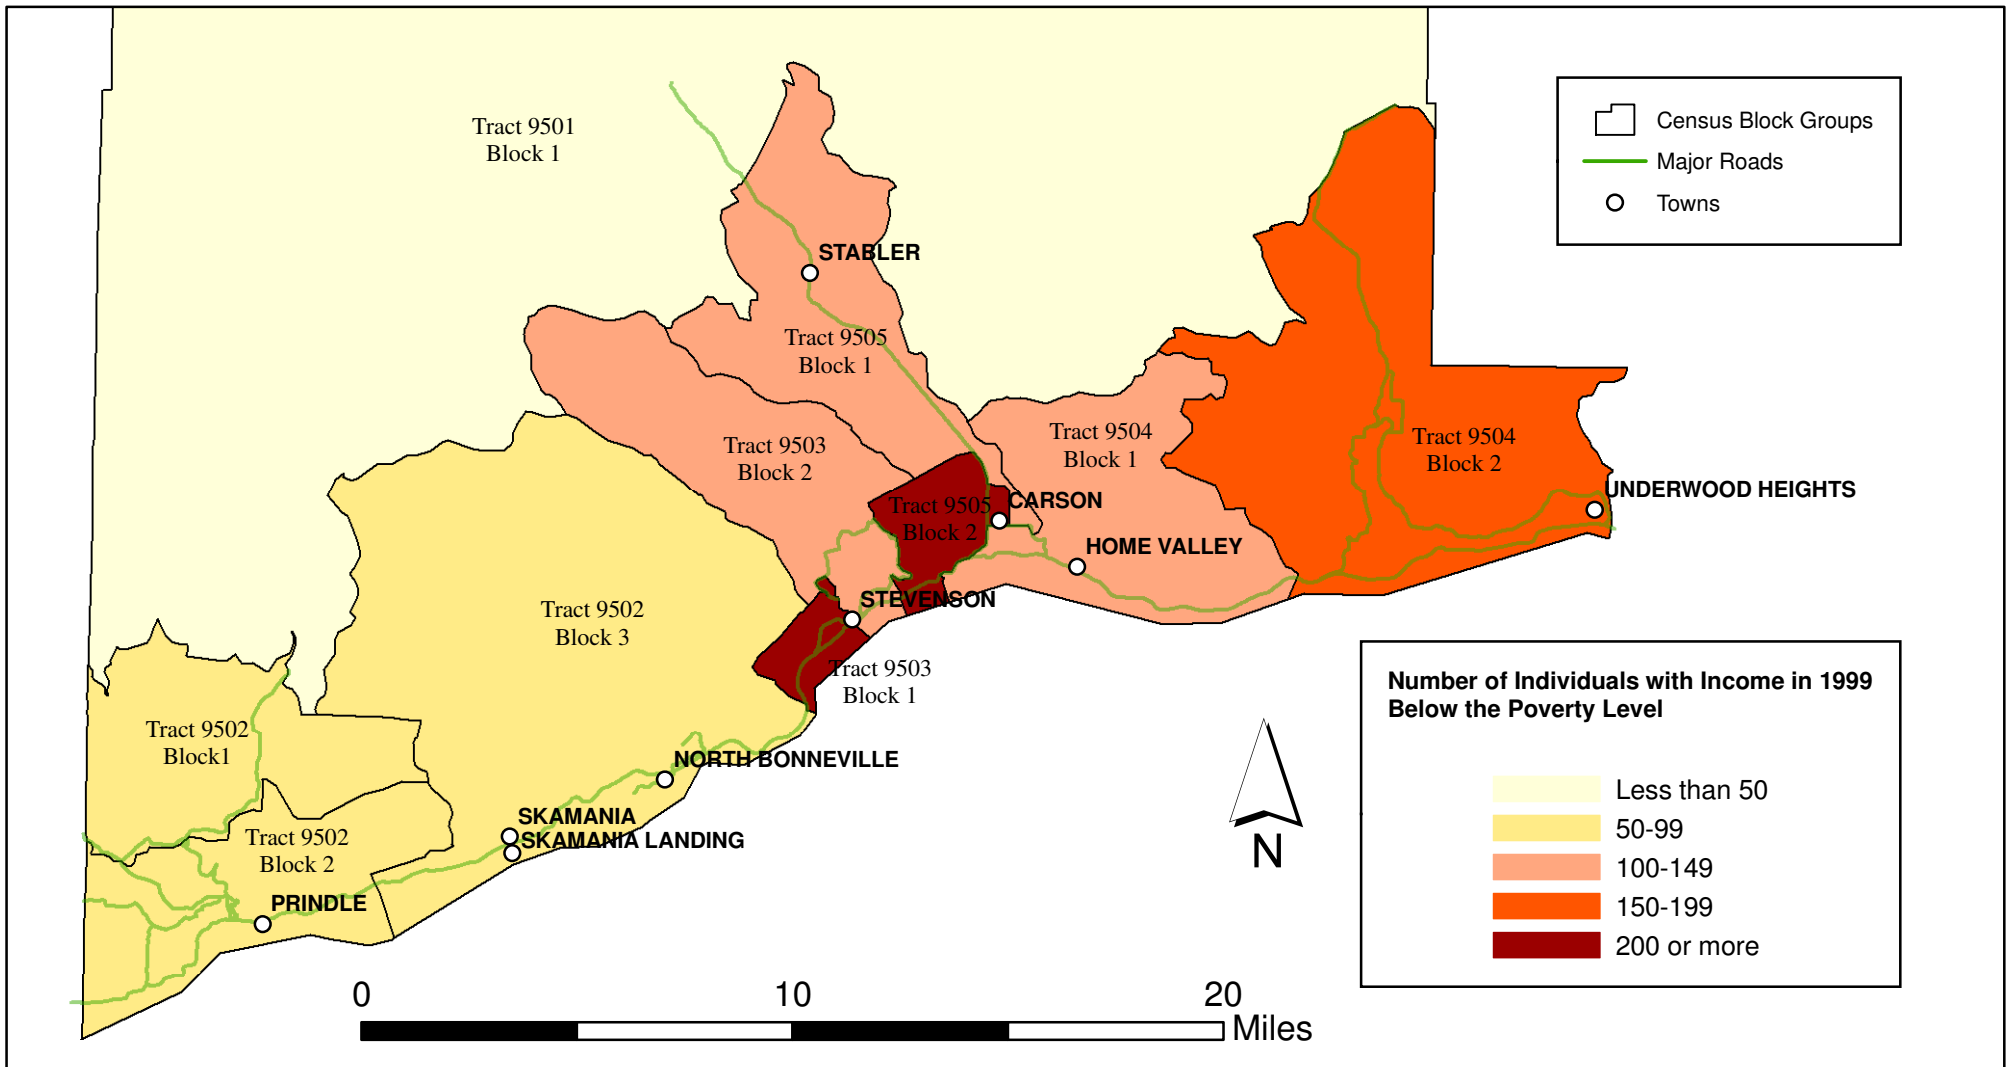 Tract 9501
Block 1
Census Block Groups
Major Roads
Towns
STABLER
Tract 9505
Block 1
Tract 9503
Block 2
Tract 9504
Block 1
Tract 9504
Block 2
UNDERWOOD HEIGHTS
Tract 9505
Block 2
CARSON
HOME VALLEY
STEVENSON
Tract 9502
Block 3
Tract 9503
Block 1
Tract 9502
Block1
NORTH BONNEVILLE
SKAMANIA
SKAMANIA LANDING
Tract 9502
Block 2
PRINDLE
Number of Individuals with Income in 1999
Below the Poverty Level
Less than 50
50-99
100-149
150-199
200 or more
N
0 10 20
Miles